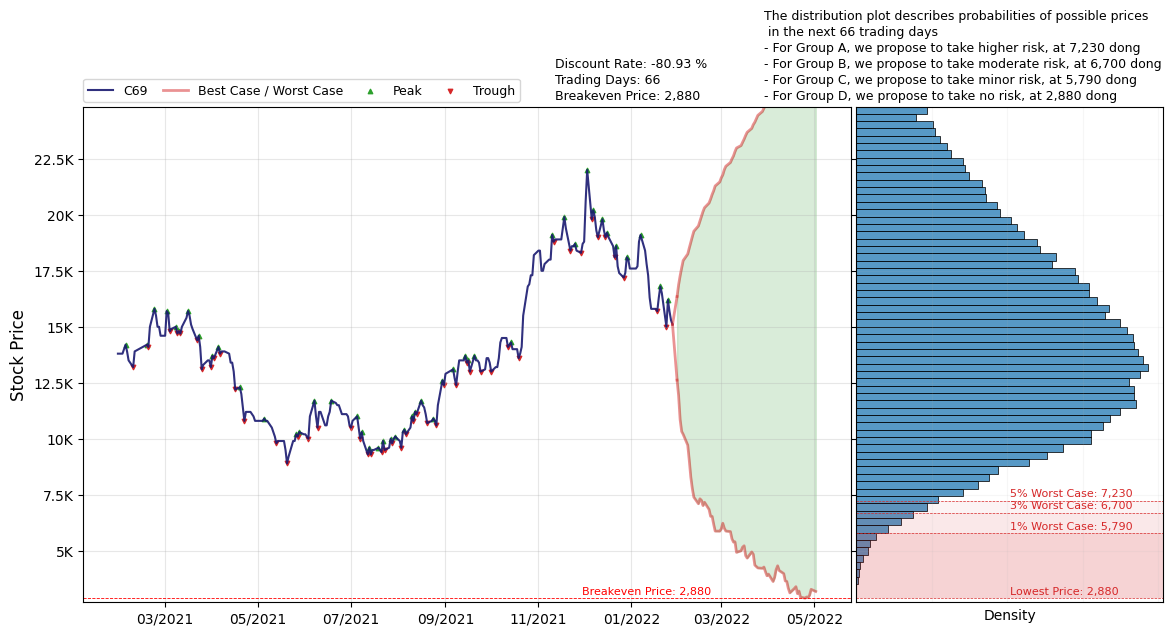 The distribution plot describes probabilities of possible prices
in the next 66 trading days
- For Group A, we propose to take higher risk, at 7,230 dong
- For Group B, we propose to take moderate risk, at 6,700 dong
- For Group C, we propose to take minor risk, at 5,790 dong
- For Group D, we propose to take no risk, at 2,880 dong
Discount Rate: -80.93 %
Trading Days: 66
Breakeven Price: 2,880
C69 Best Case / Worst Case Peak Trough
Stock Price
22.5K
20K
17.5K
15K
12.5K
10K
7.5K
5K
5% Worst Case: 7,230
3% Worst Case: 6,700
1% Worst Case: 5,790
Breakeven Price: 2,880
Lowest Price: 2,880
03/2021 05/2021 07/2021 09/2021 11/2021 01/2022 03/2022 05/2022
Density